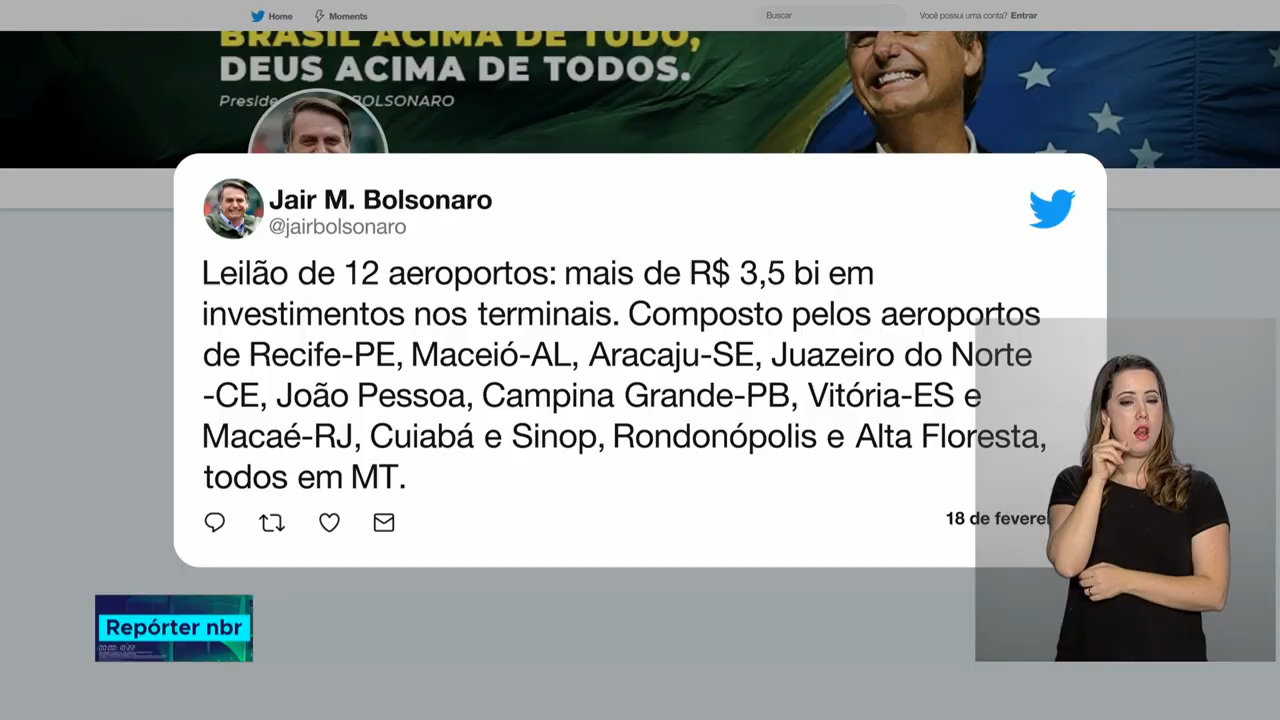 Home
Moments
Buscar
Você possui uma conta? Entrar
BRASIL ACIMA DE TUDO,
DEUS ACIMA DE TODOS.
BOLSONARO
Jair M. Bolsonaro
@jairbolsonaro
Leilão de 12 aeroportos: mais de R$ 3,5 bi em
investimentos nos terminais. Composto pelos aeroportos
de Recife-PE, Maceió-AL, Aracaju-SE, Juazeiro do Norte
-CE, João Pessoa, Campina Grande-PB, Vitória-ES e
Macaé-RJ, Cuiabá e Sinop, Rondonópolis e Alta Floresta,
todos em MT.
18 de
Repórter nbr